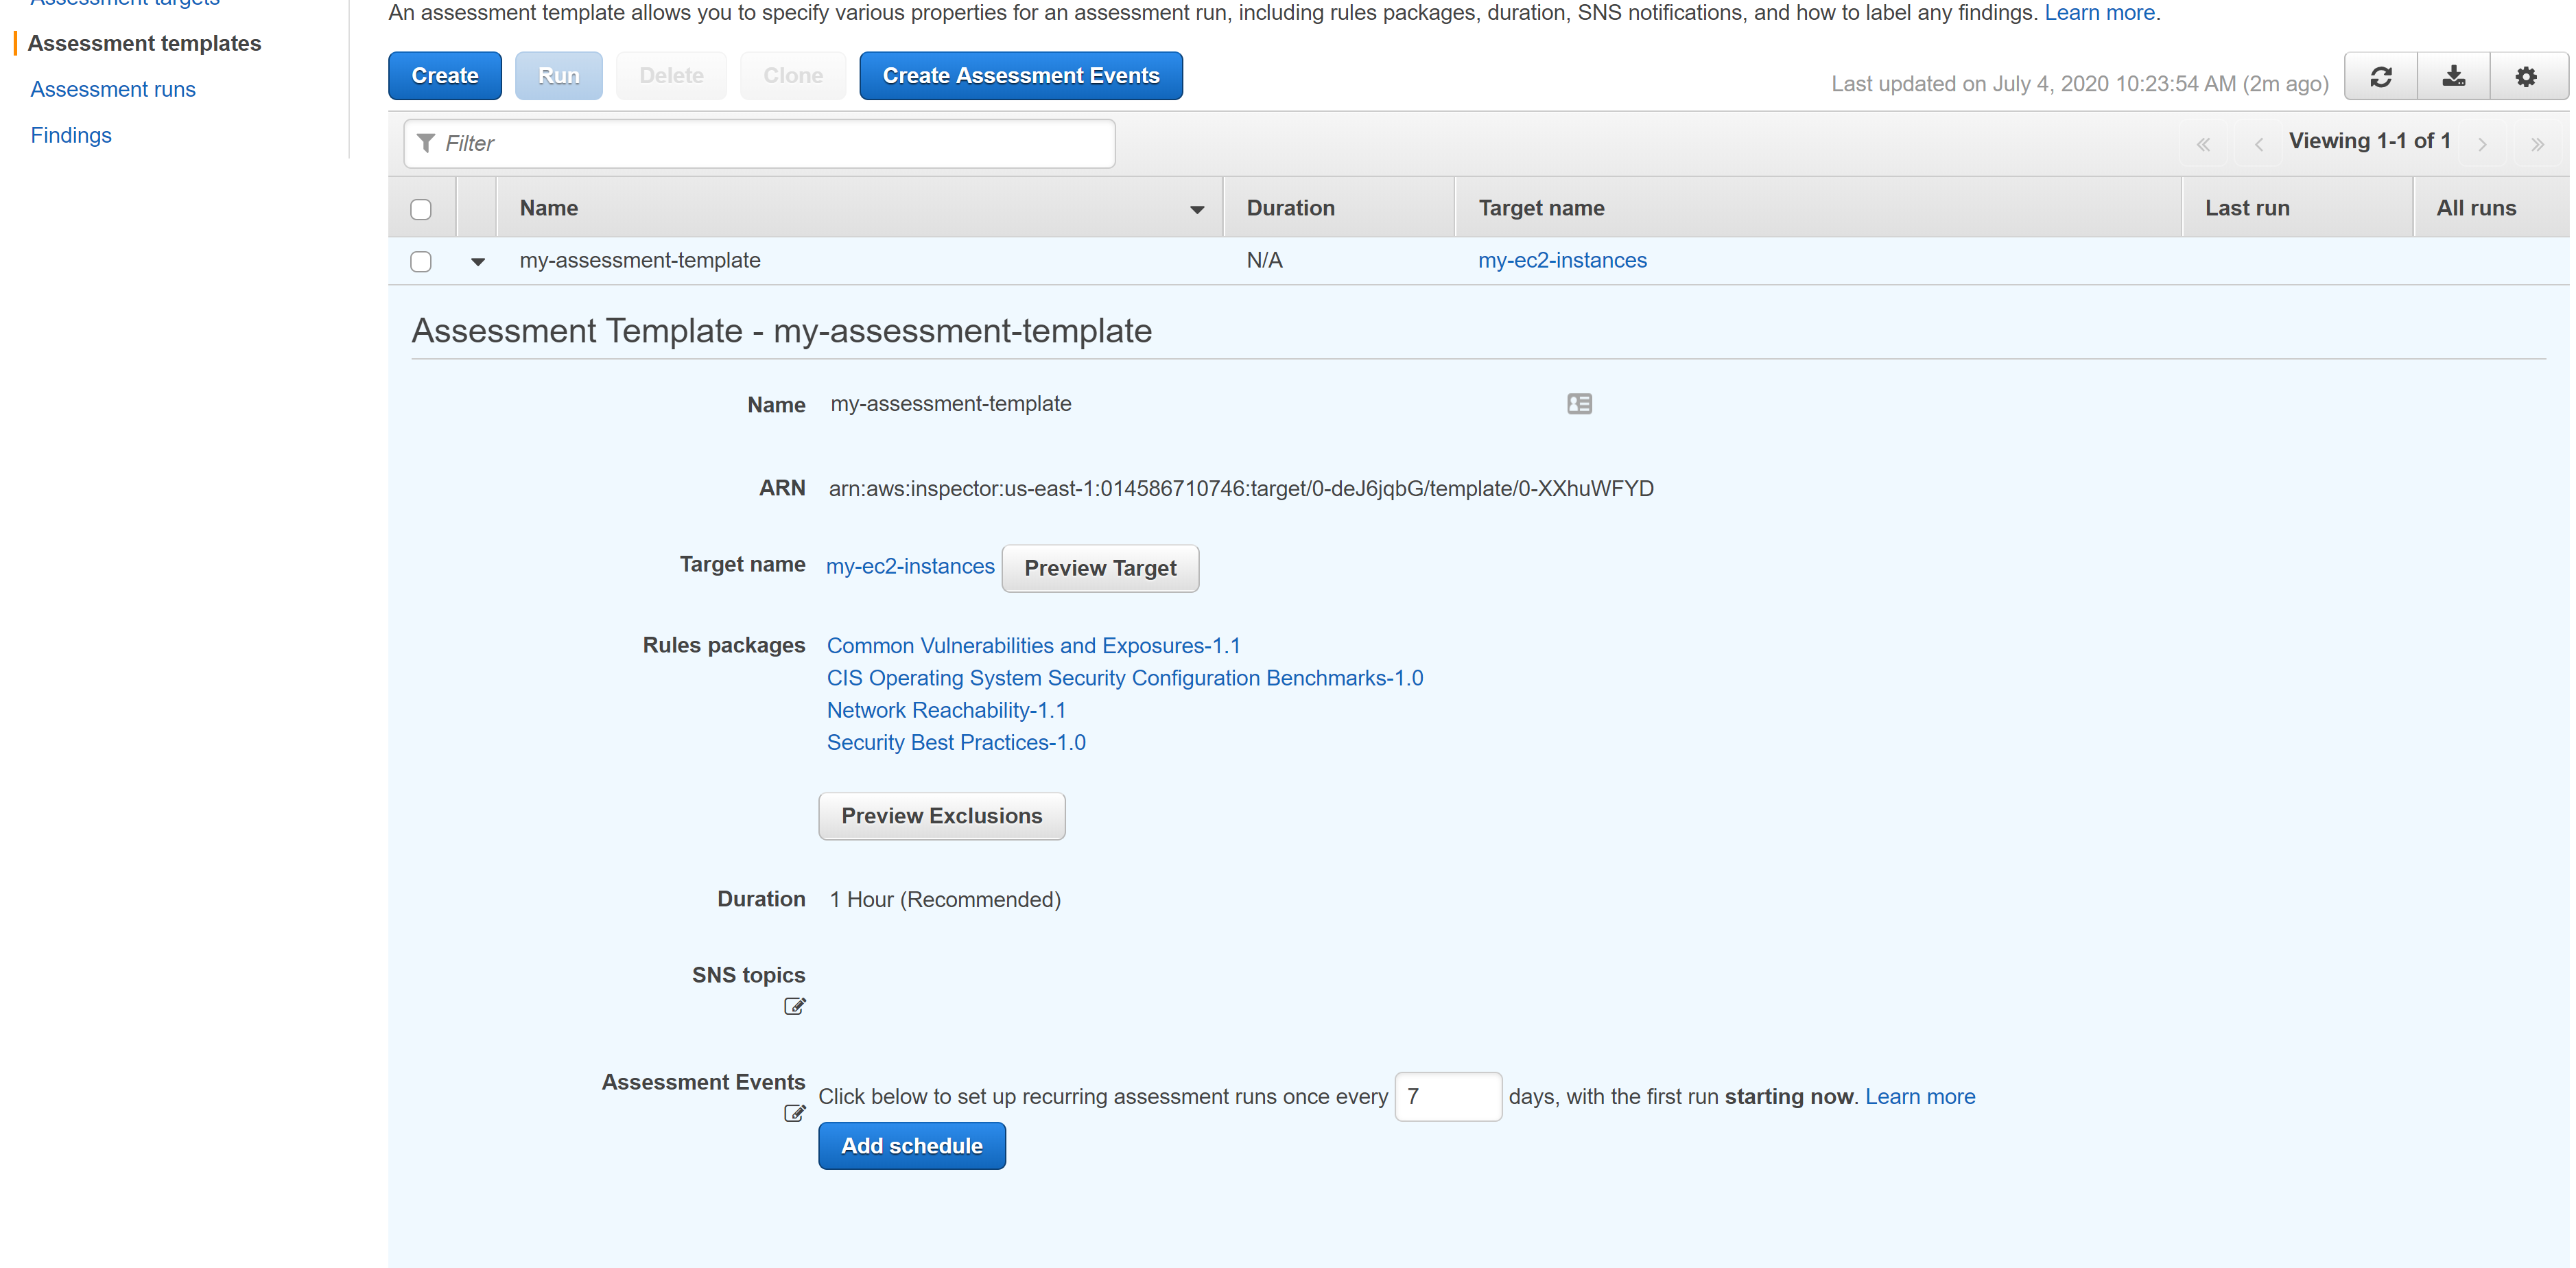 Assessment targets
Assessment templates
Assessment runs
Findings
An assessment template allows you to specify various properties for an assessment run, including rules packages, duration, SNS notifications, and how to label any findings. Learn more.
Create Run Delete Clone Create Assessment Events
Last updated on July 4, 2020 10:23:54 AM (2m ago)
Filter
« ‹ Viewing 1-1 of 1 › »
Name Duration Target name Last run All runs
my-assessment-template N/A my-ec2-instances
Assessment Template - my-assessment-template
Name my-assessment-template
ARN arn:aws:inspector:us-east-1:014586710746:target/0-deJ6jqbG/template/0-XXhuWFYD
Target name my-ec2-instances Preview Target
Rules packages Common Vulnerabilities and Exposures-1.1
CIS Operating System Security Configuration Benchmarks-1.0
Network Reachability-1.1
Security Best Practices-1.0
Preview Exclusions
Duration 1 Hour (Recommended)
SNS topics
Assessment Events Click below to set up recurring assessment runs once every 7 days, with the first run starting now. Learn more
Add schedule